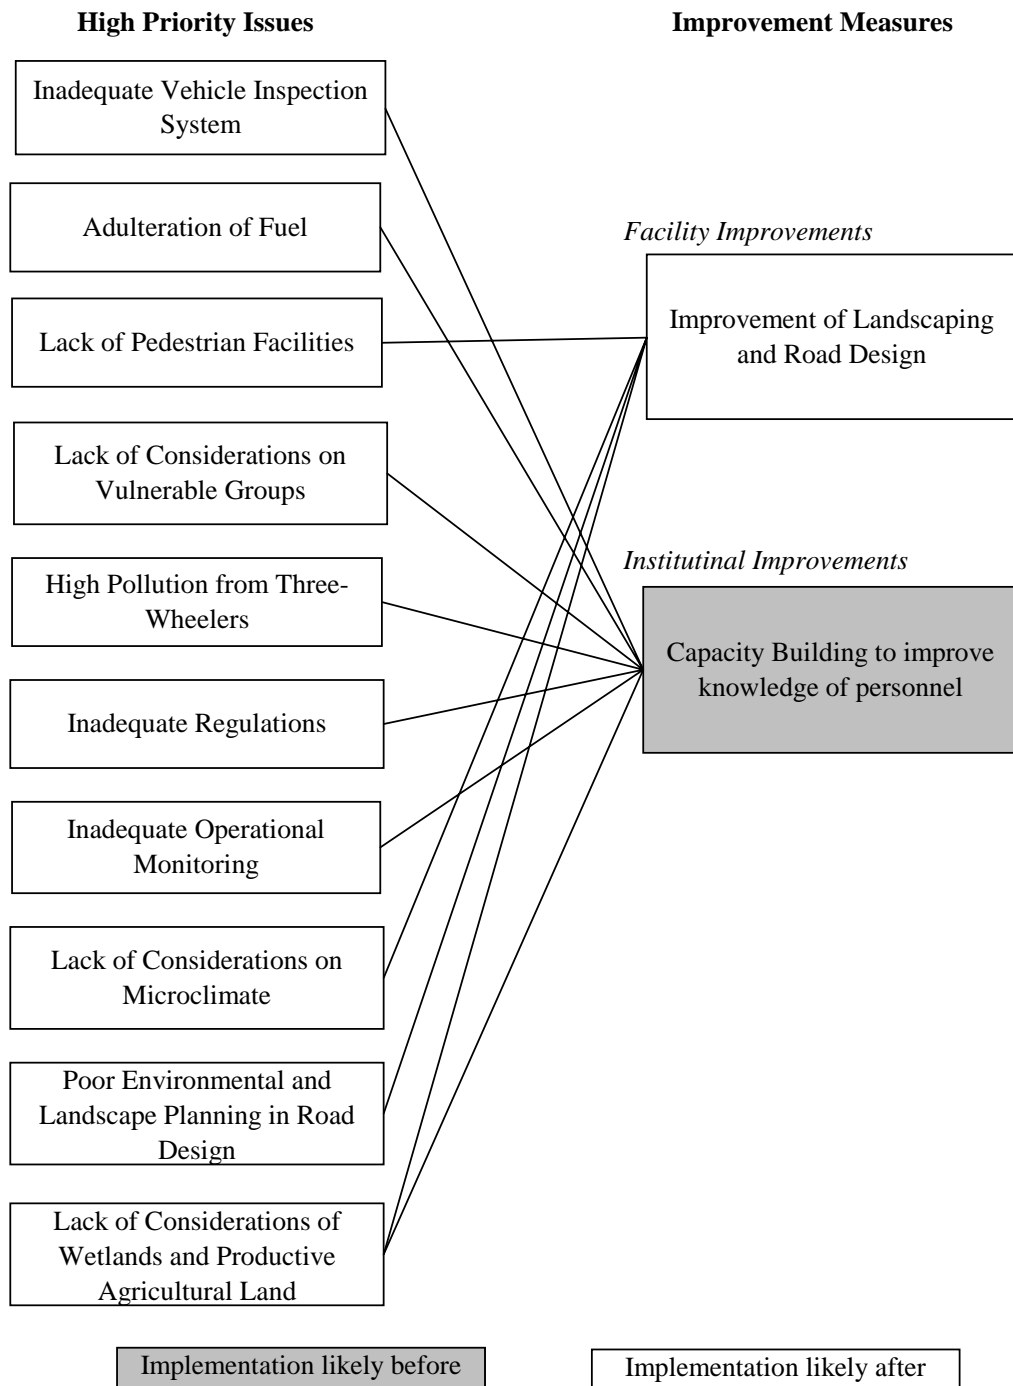 High Priority Issues
Improvement Measures
Inadequate Vehicle Inspection
System
Adulteration of Fuel
Lack of Pedestrian Facilities
Lack of Considerations on
Vulnerable Groups
High Pollution from Three-
Wheelers
Inadequate Regulations
Inadequate Operational
Monitoring
Lack of Considerations on
Microclimate
Poor Environmental and
Landscape Planning in Road
Design
Lack of Considerations of
Wetlands and Productive
Agricultural Land
Facility Improvements
Improvement of Landscaping
and Road Design
Institutinal Improvements
Capacity Building to improve
knowledge of personnel
Implementation likely before
Implementation likely after